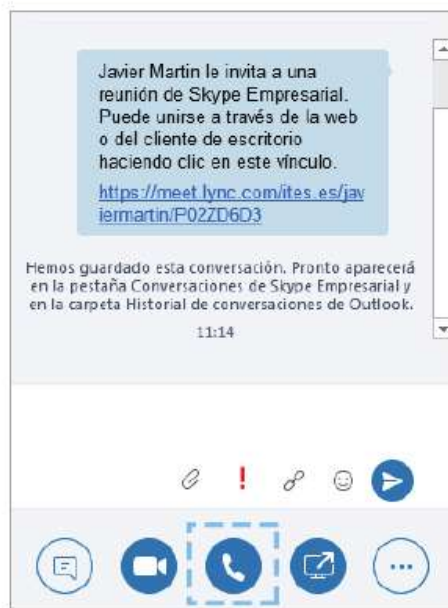 Javier Martin le invita a una
reunión de Skype Empresarial.
Puede unirse a través de la web
o del cliente de escritorio
haciendo clic en este vínculo.
https://meet.lync.com/ites.es/jav
iermartin/P02ZD6D3
Hemos guardado esta conversación. Pronto aparecerá
en la pestaña Conversaciones de Skype Empresarial y
en la carpeta Historial de conversaciones de Outlook.
11:14